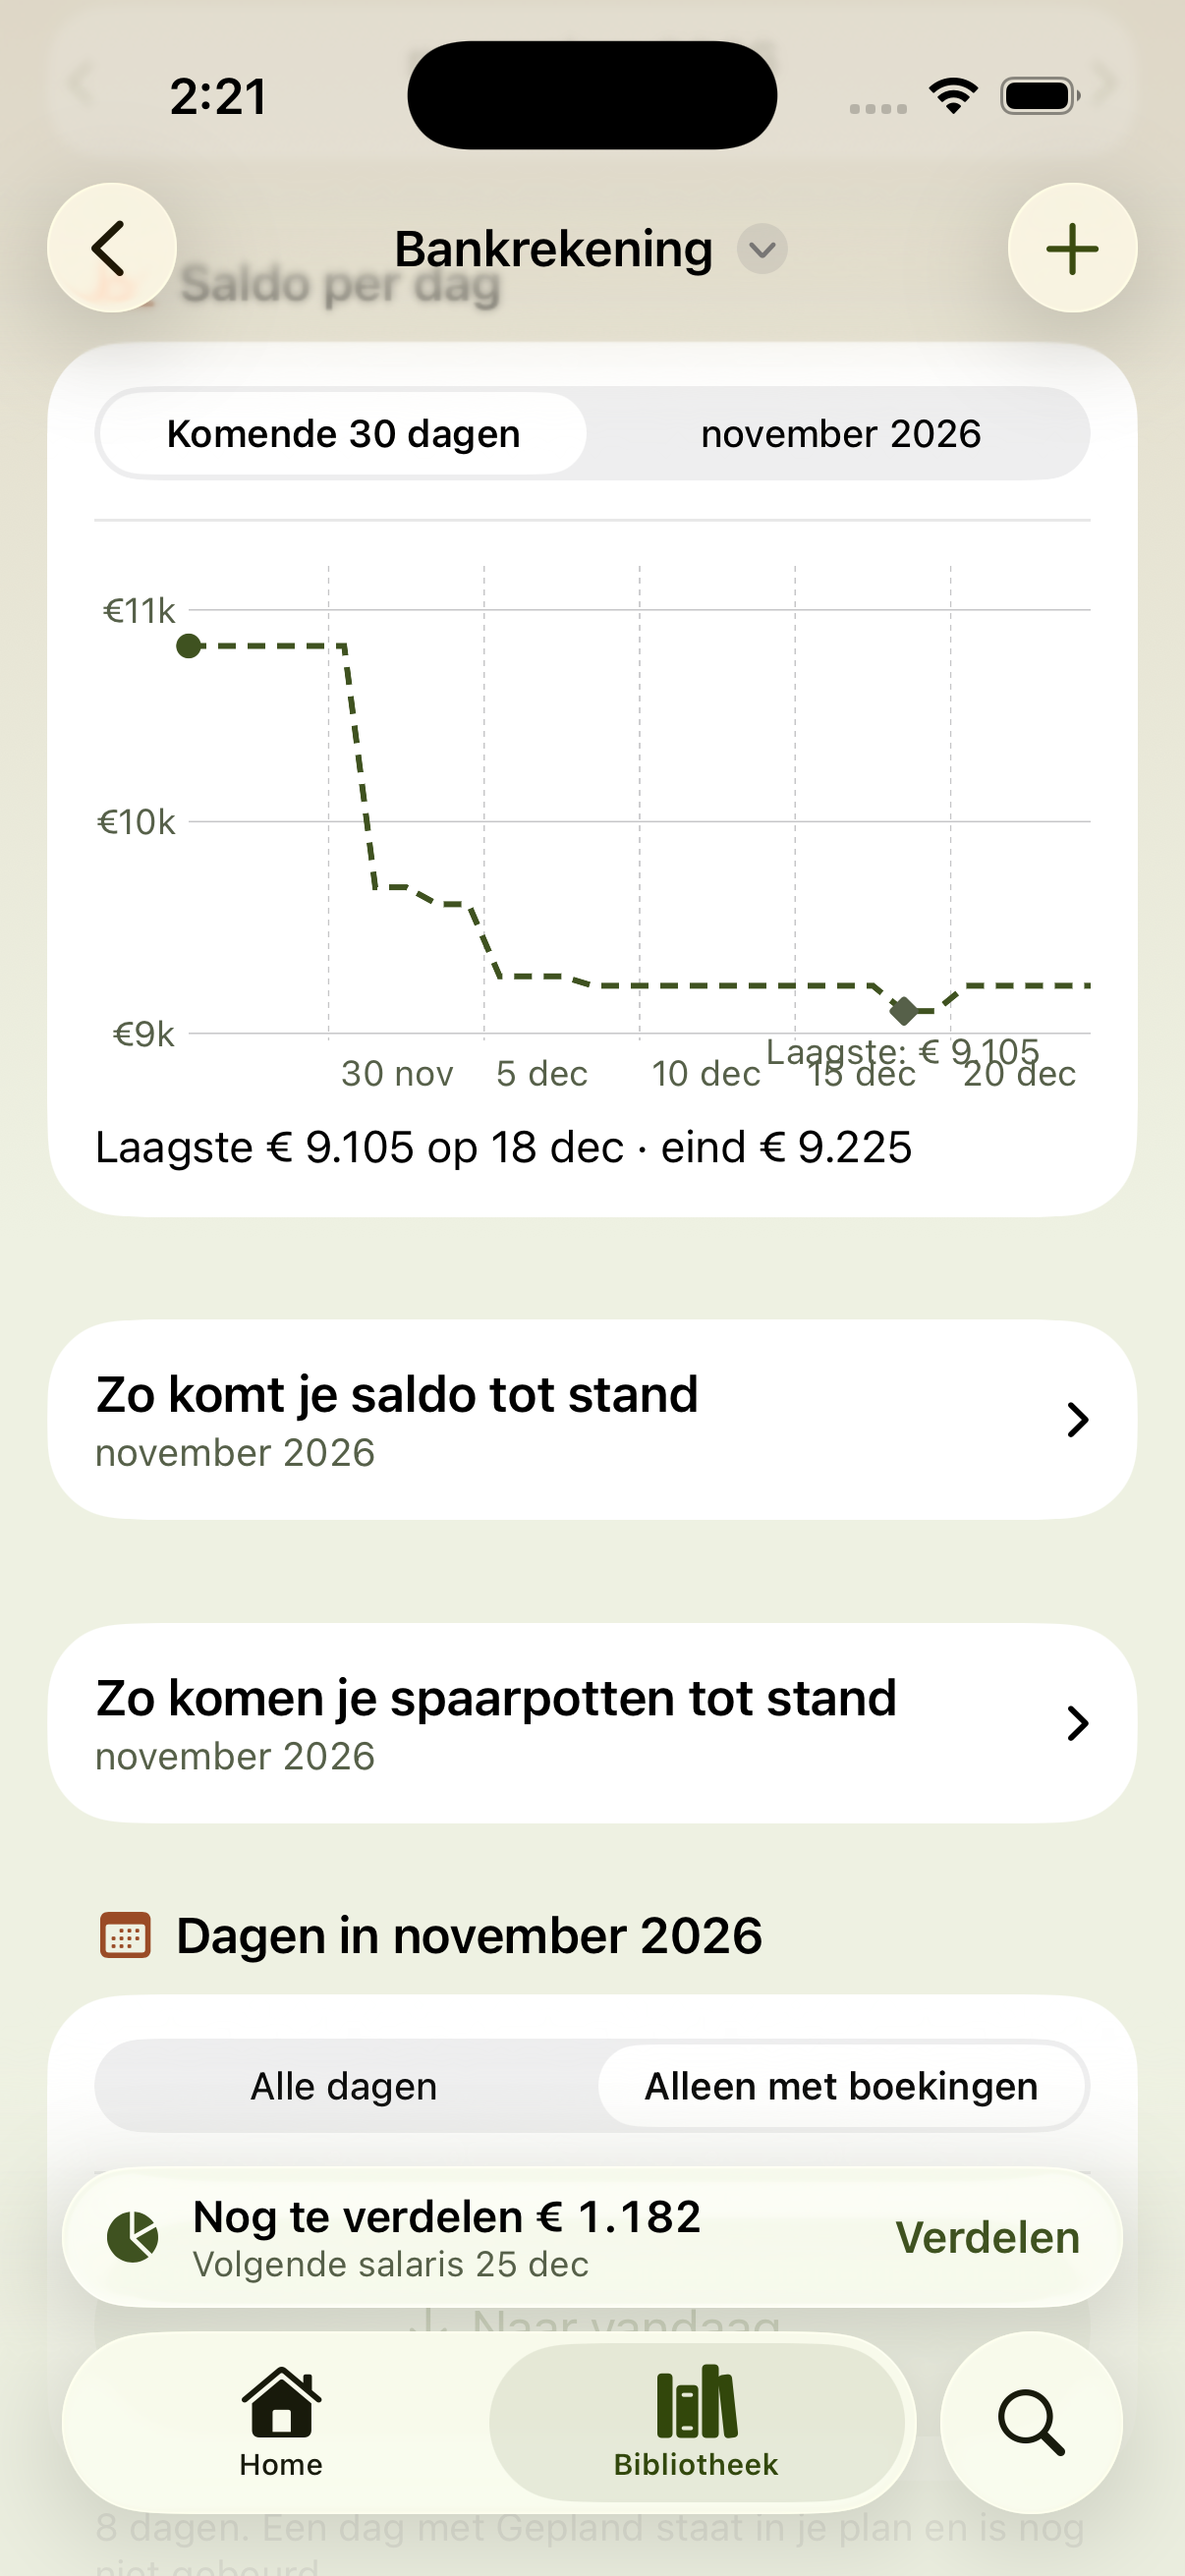 2:21
Bankrekening
Saldo per dag
Komende 30 dagen
november 2026
€11k
€10k
€9k
Laagste: € 9.105
30 nov
5 dec
10 dec
15 dec
20 dec
Laagste € 9.105 op 18 dec · eind € 9.225
Zo komt je saldo tot stand
november 2026
Zo komen je spaarpotten tot stand
november 2026
Dagen in november 2026
Alle dagen
Alleen met boekingen
Nog te verdelen € 1.182
Verdelen
Volgende salaris 25 dec
Naar vandaag
Home
Bibliotheek
8 dagen. Een dag met Gepland staat in je plan en is nog
niet gebeurd